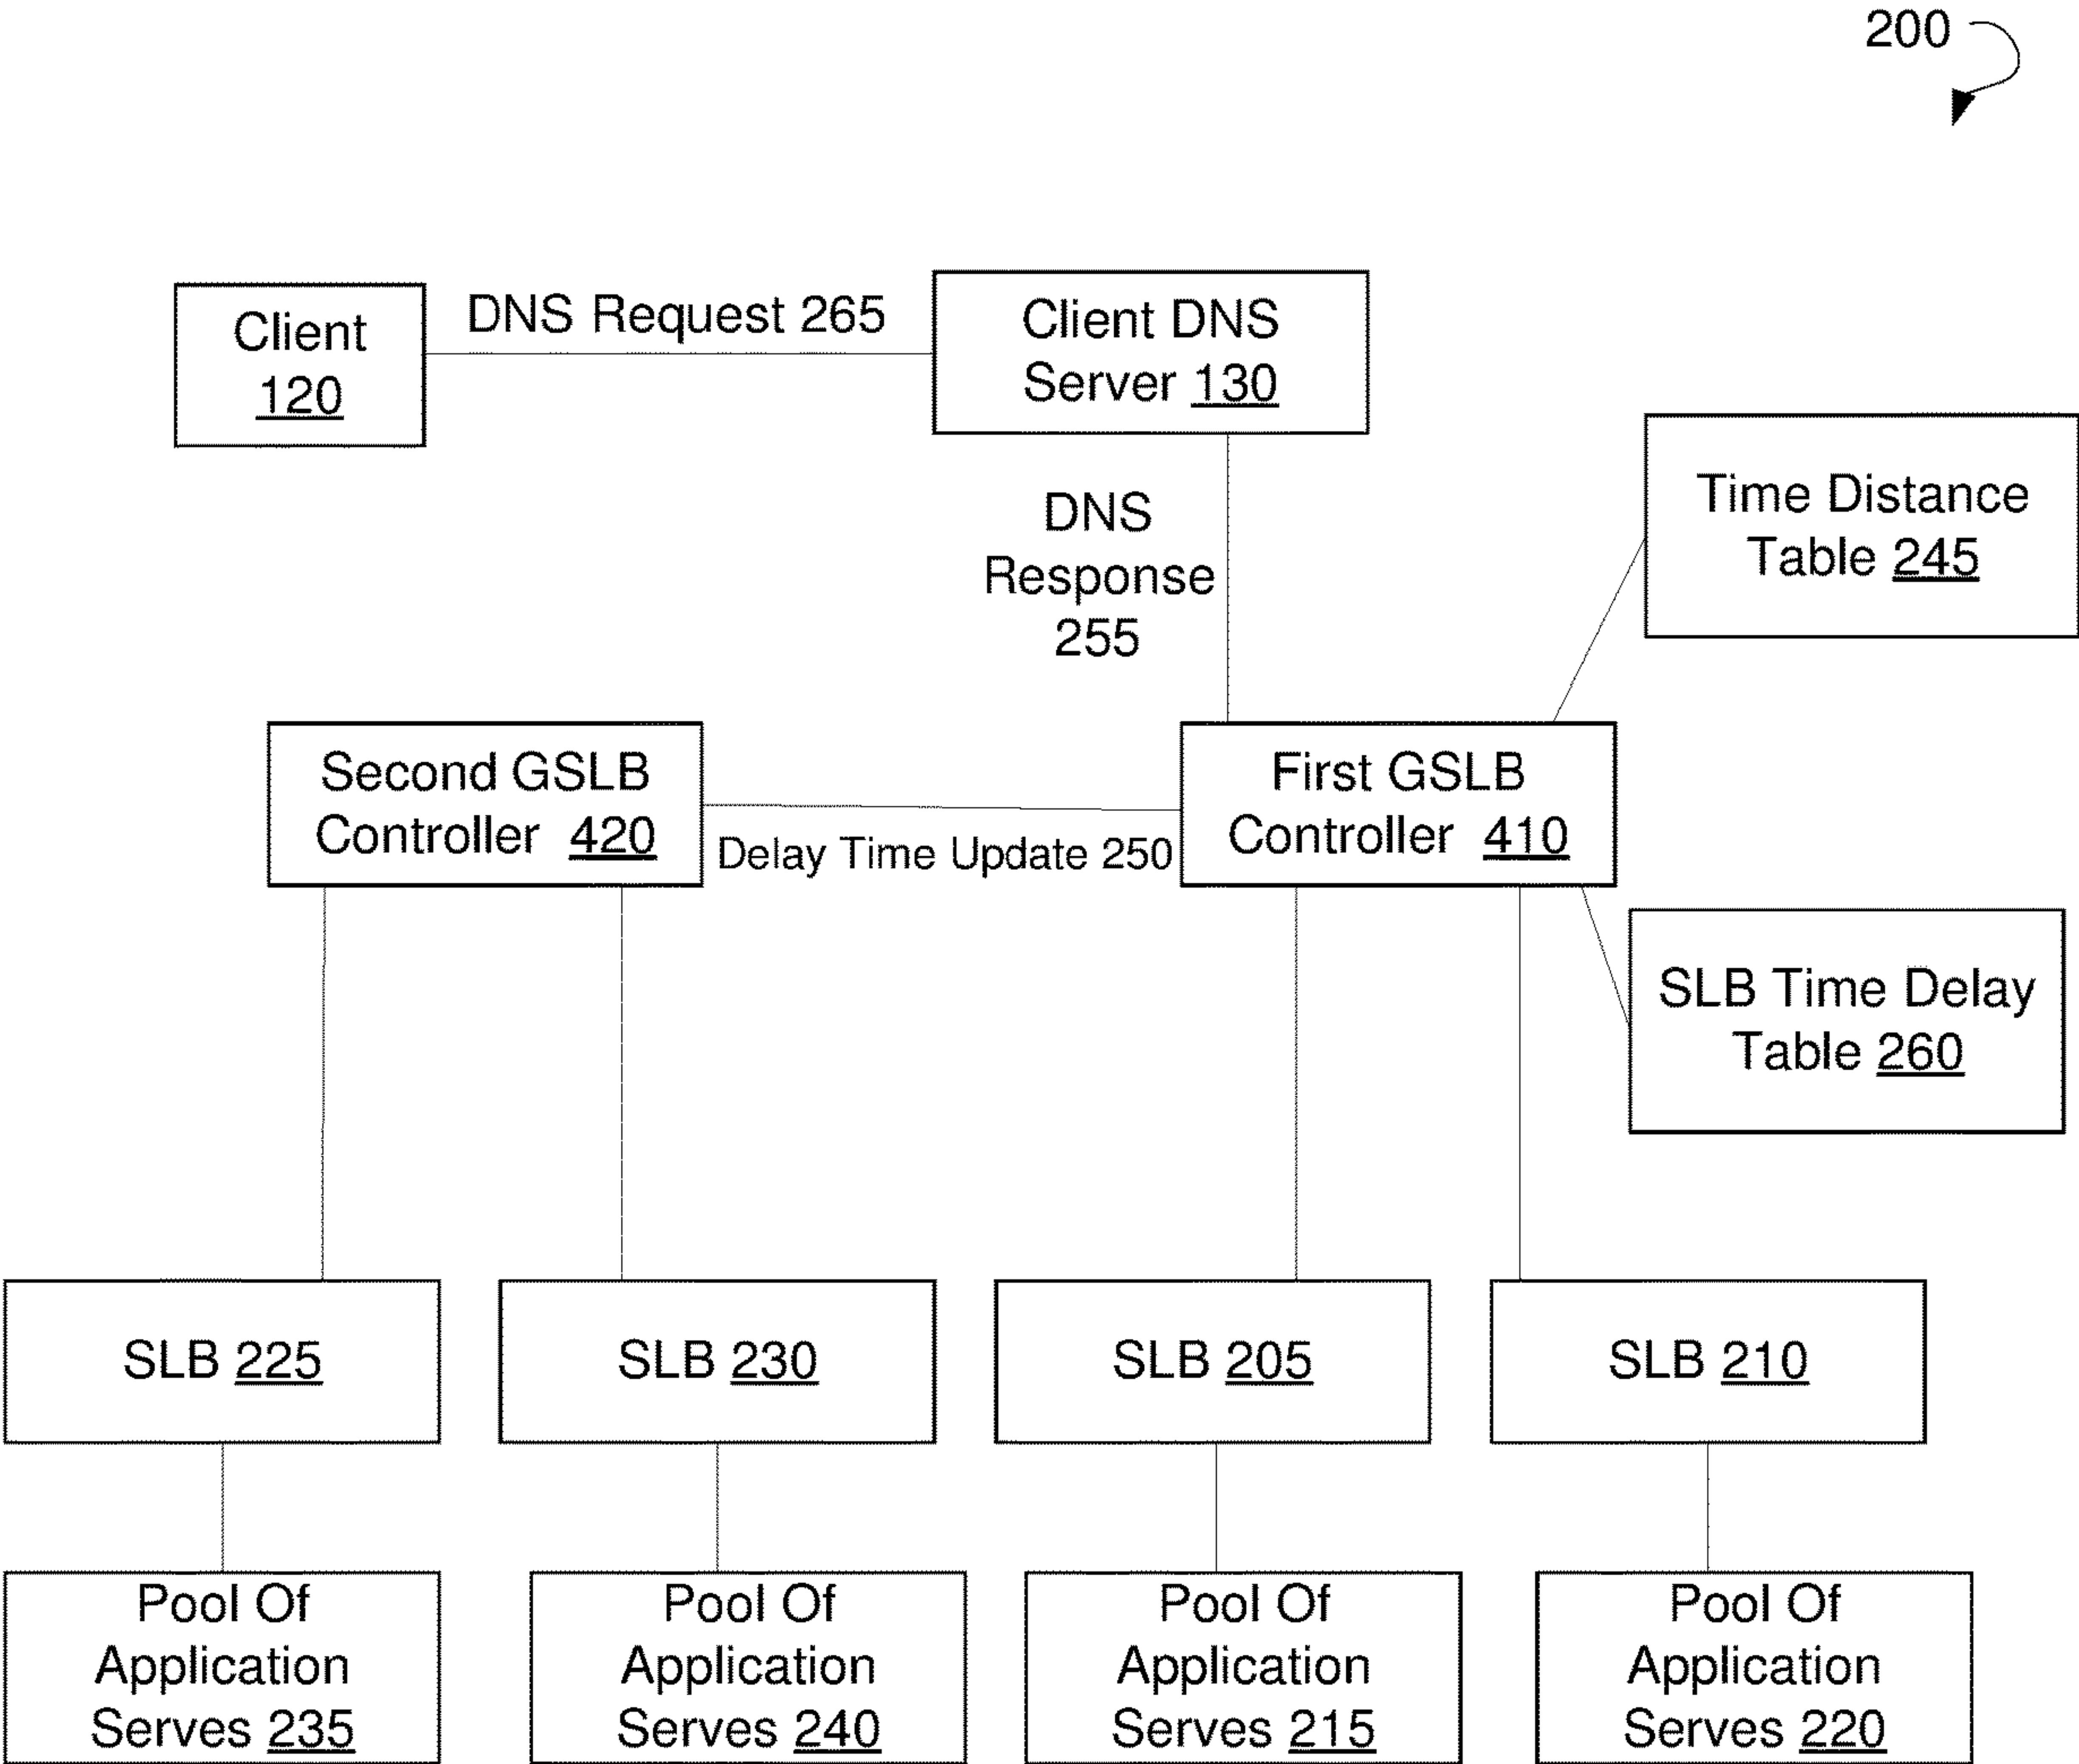 200
Client
120
DNS Request 265
Client DNS
Server 130
DNS
Response
255
Time Distance
Table 245
Second GSLB
Controller 420
Delay Time Update 250
First GSLB
Controller 410
SLB Time Delay
Table 260
SLB 225
SLB 230
SLB 205
SLB 210
Pool Of
Application
Serves 235
Pool Of
Application
Serves 240
Pool Of
Application
Serves 215
Pool Of
Application
Serves 220